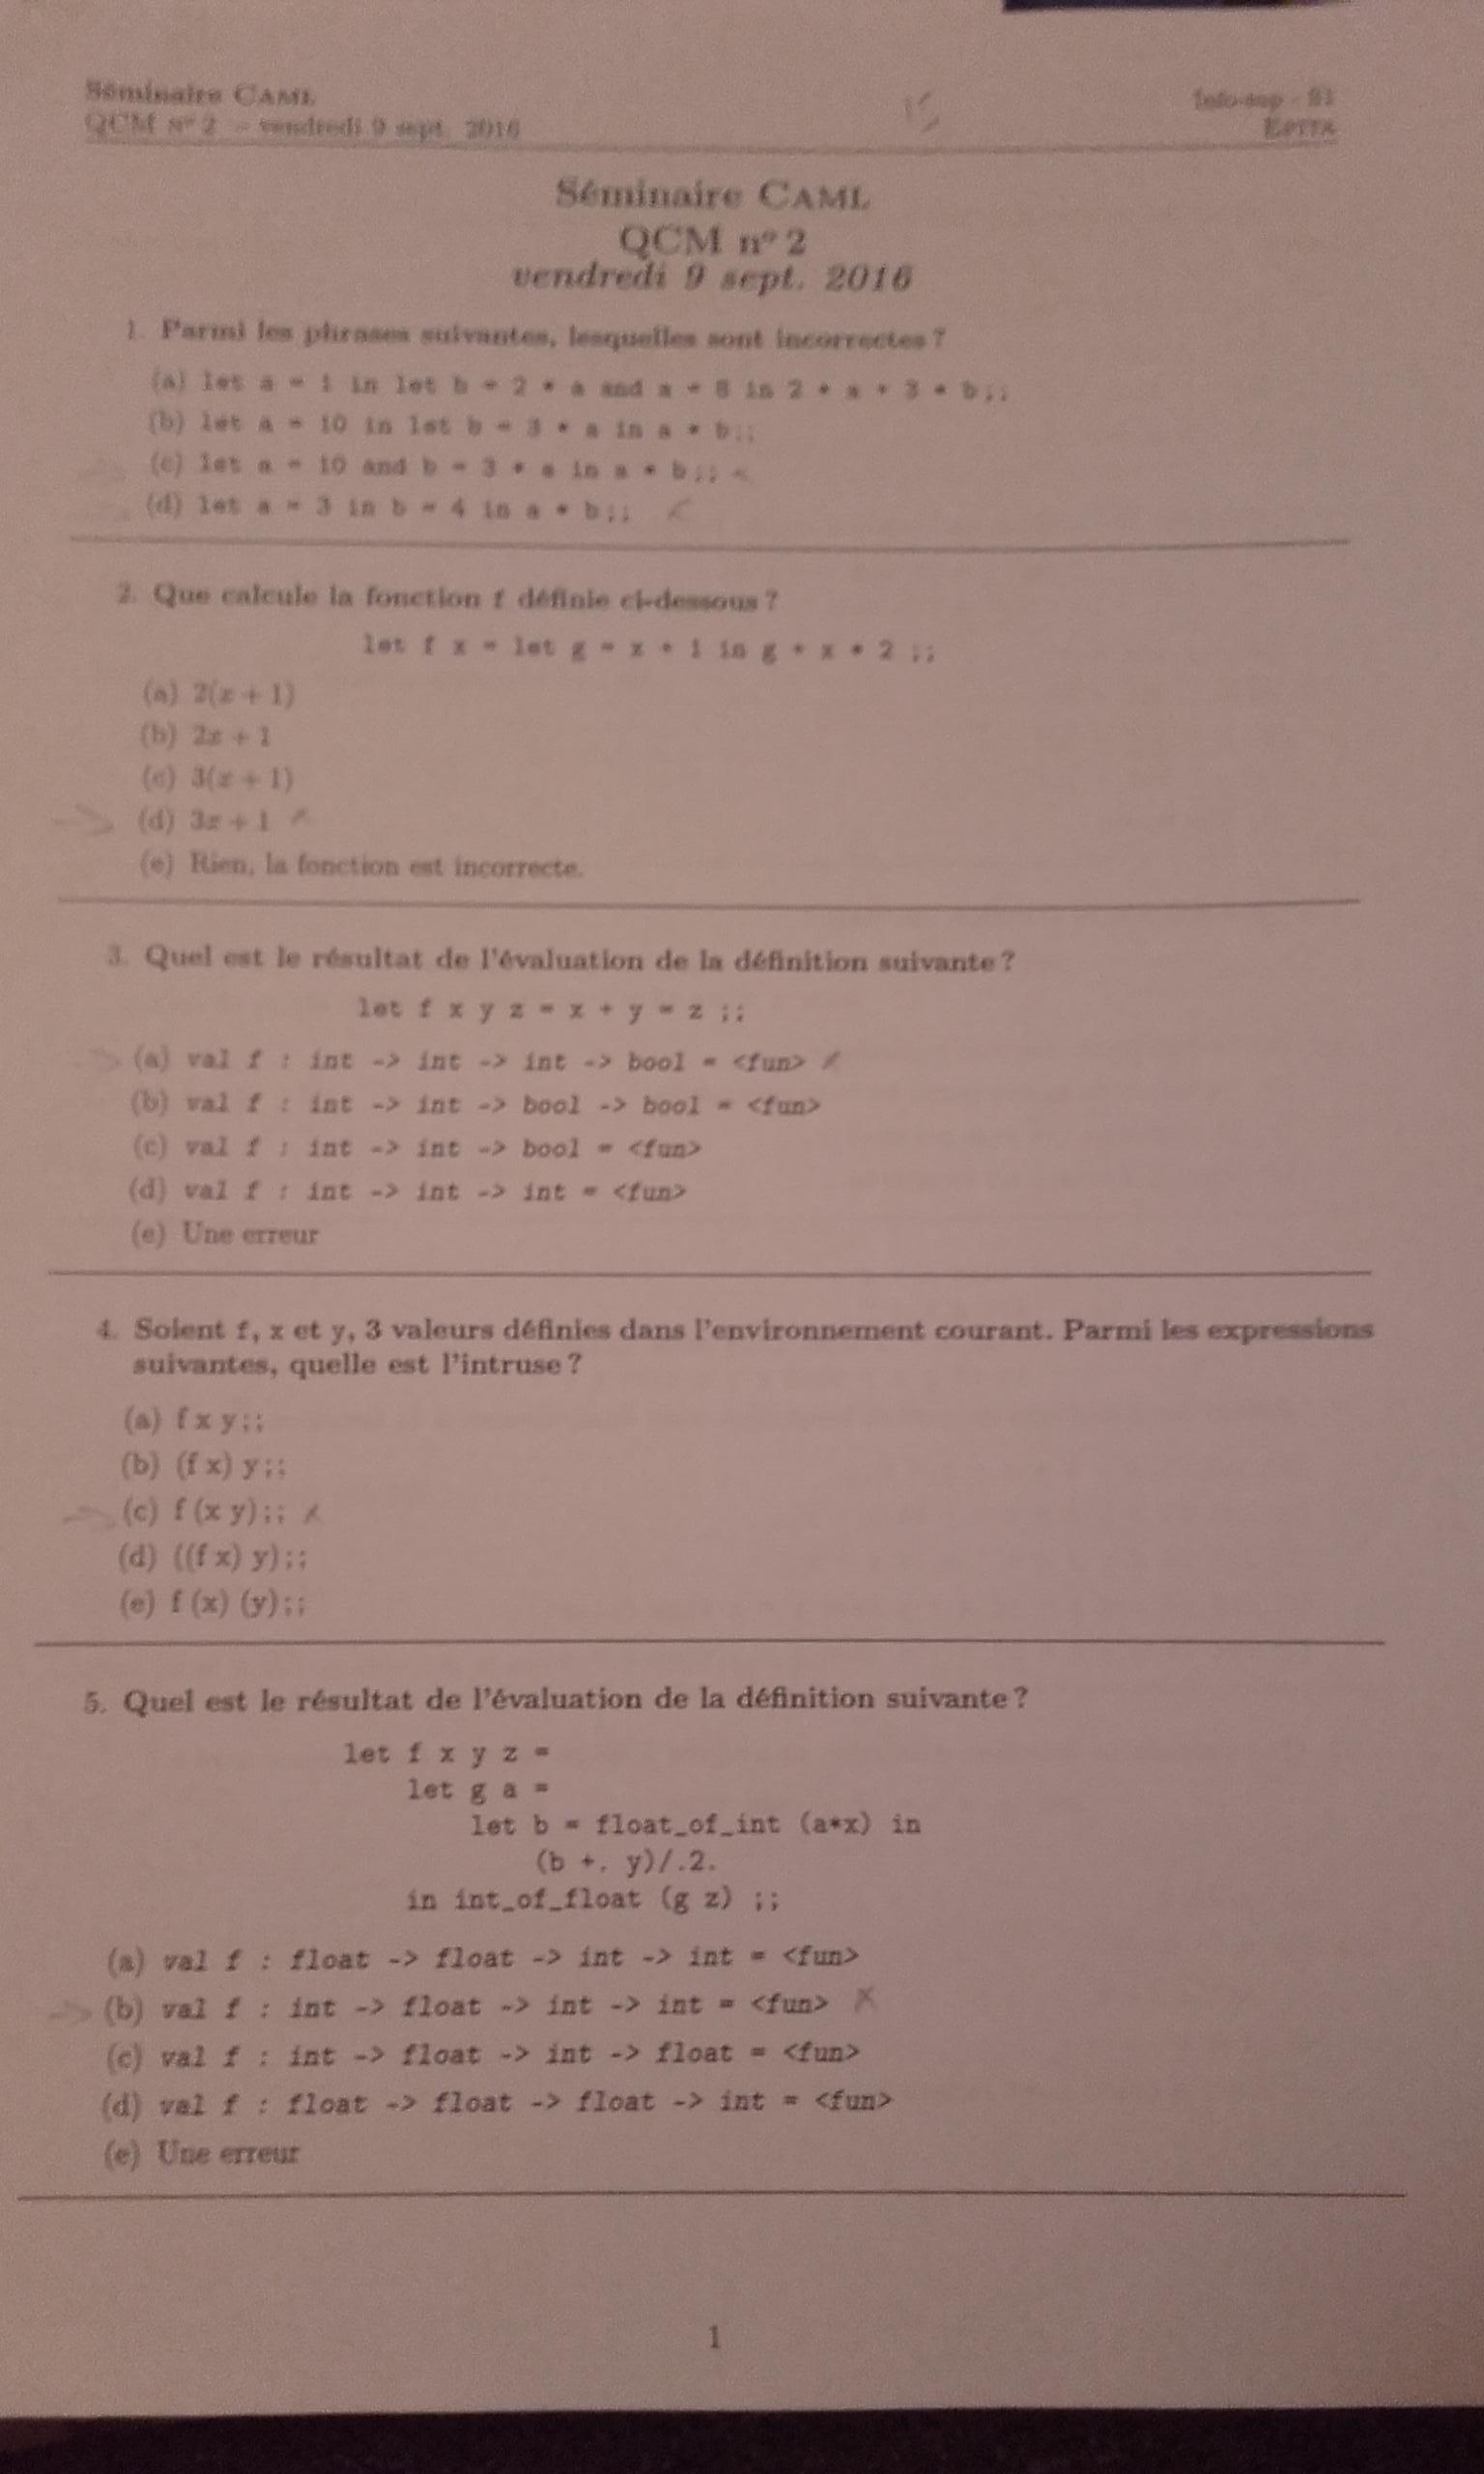 Séminaire CAML
Info-sup - S1
QCM nº 2 – vendredi 9 sept. 2016
EPITA
Séminaire CAML
QCM nº 2
vendredi 9 sept. 2016
1. Parmi les phrases suivantes, lesquelles sont incorrectes ?
(a) let a = 1 in let b = 2 * a and a = 8 in 2 * a + 3 * b;;
(b) let a = 10 in let b = 3 * a in a * b;;
(c) let a = 10 and b = 3 * a in a * b;;
(d) let a = 3 in b = 4 in a * b;;
2. Que calcule la fonction f définie ci-dessous ?
let f x = let g = x + 1 in g + x * 2 ;;
(a) 2(x + 1)
(b) 2x + 1
(c) 3(x + 1)
(d) 3x + 1
(e) Rien, la fonction est incorrecte.
3. Quel est le résultat de l'évaluation de la définition suivante ?
let f x y z = x + y = z ;;
(a) val f : int -> int -> int -> bool = <fun>
(b) val f : int -> int -> bool -> bool = <fun>
(c) val f : int -> int -> bool = <fun>
(d) val f : int -> int -> int = <fun>
(e) Une erreur
4. Soient f, x et y, 3 valeurs définies dans l'environnement courant. Parmi les expressions
suivantes, quelle est l'intruse ?
(a) f x y;;
(b) (f x) y;;
(c) f (x y);;
(d) ((f x) y);;
(e) f (x) (y);;
5. Quel est le résultat de l'évaluation de la définition suivante ?
let f x y z =
let g a =
let b = float_of_int (a*x) in
(b +. y)/.2.
in int_of_float (g z) ;;
(a) val f : float -> float -> int -> int = <fun>
(b) val f : int -> float -> int -> int = <fun>
(c) val f : int -> float -> int -> float = <fun>
(d) val f : float -> float -> float -> int = <fun>
(e) Une erreur
1